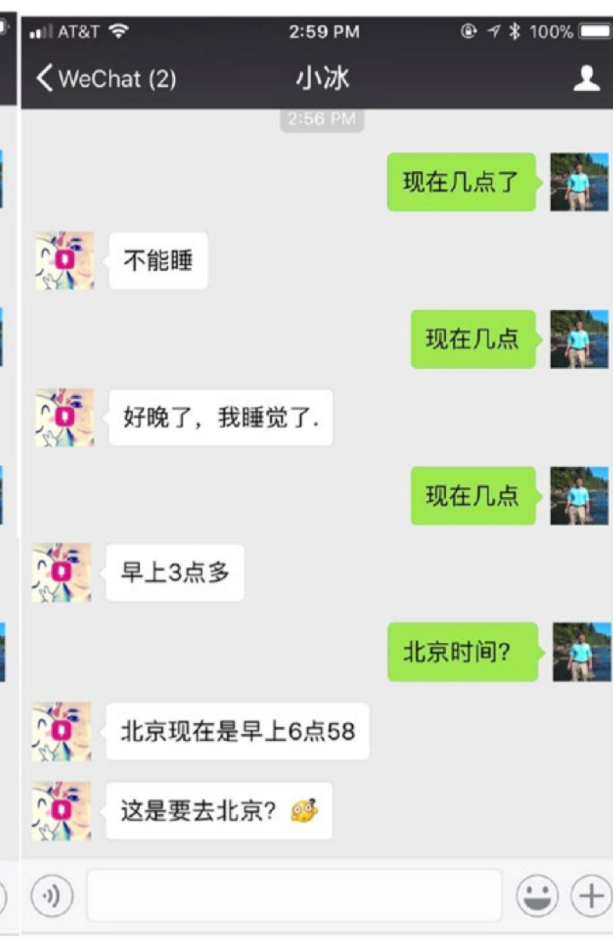 AT&T 2:59 PM 100%
WeChat (2) 小冰
2:56 PM
现在几点了
不能睡
现在几点
好晚了，我睡觉了.
现在几点
早上3点多
北京时间?
北京现在是早上6点58
这是要去北京?